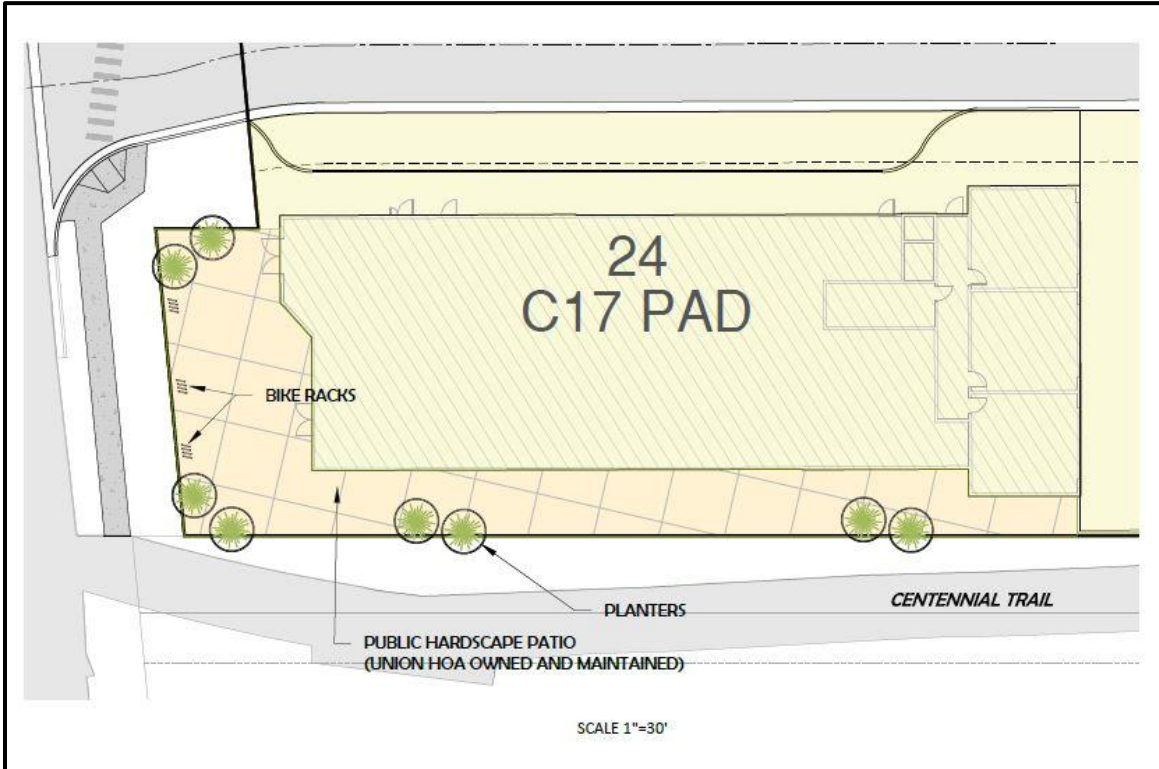 24
C17 PAD
BIKE RACKS
PLANTERS
CENTENNIAL TRAIL
PUBLIC HARDSCAPE PATIO
(UNION HOA OWNED AND MAINTAINED)
SCALE 1"=30'